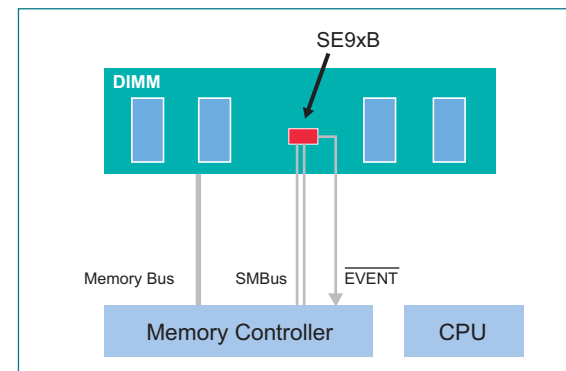 SE9xB
DIMM
Memory Bus
SMBus
EVENT
Memory Controller
CPU